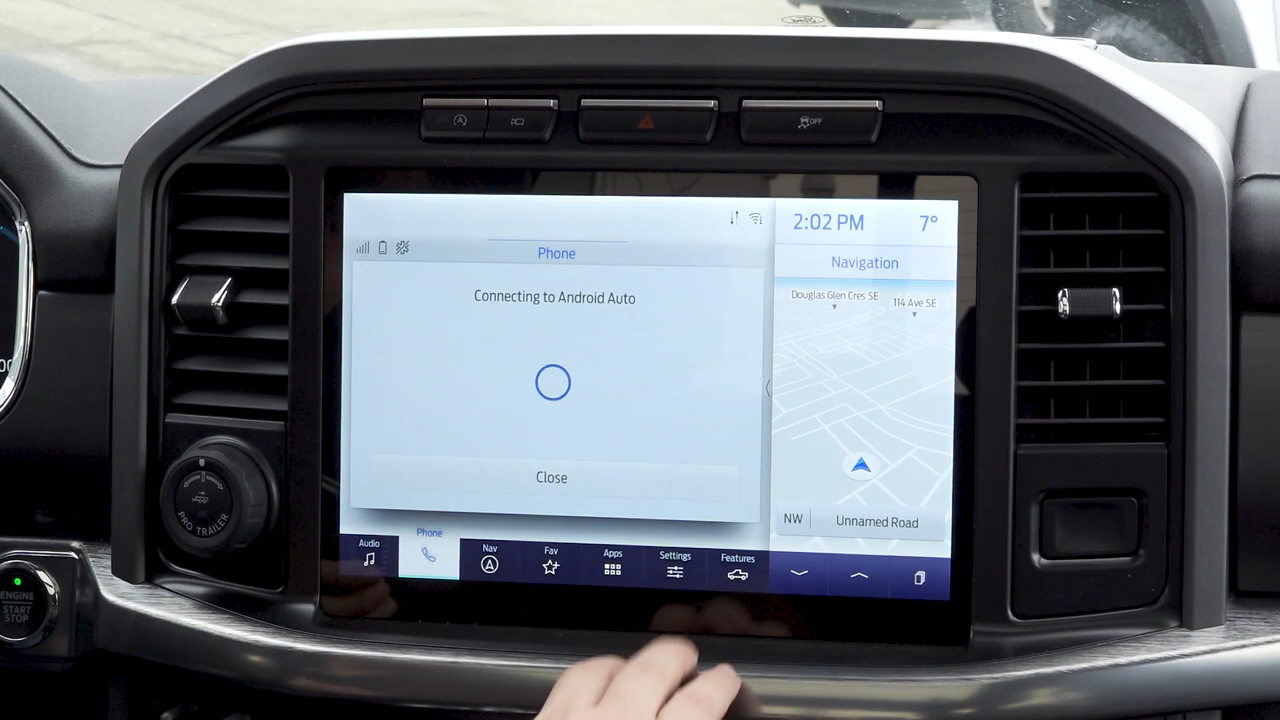 OFF
2:02 PM
7°
Phone
Navigation
Connecting to Android Auto
Douglas Glen Cres SE
114 Ave SE
Close
NW
Unnamed Road
Audio
Phone
Nav
Fav
Apps
Settings
Features
PRO TRAILER
ENGINE
START
STOP